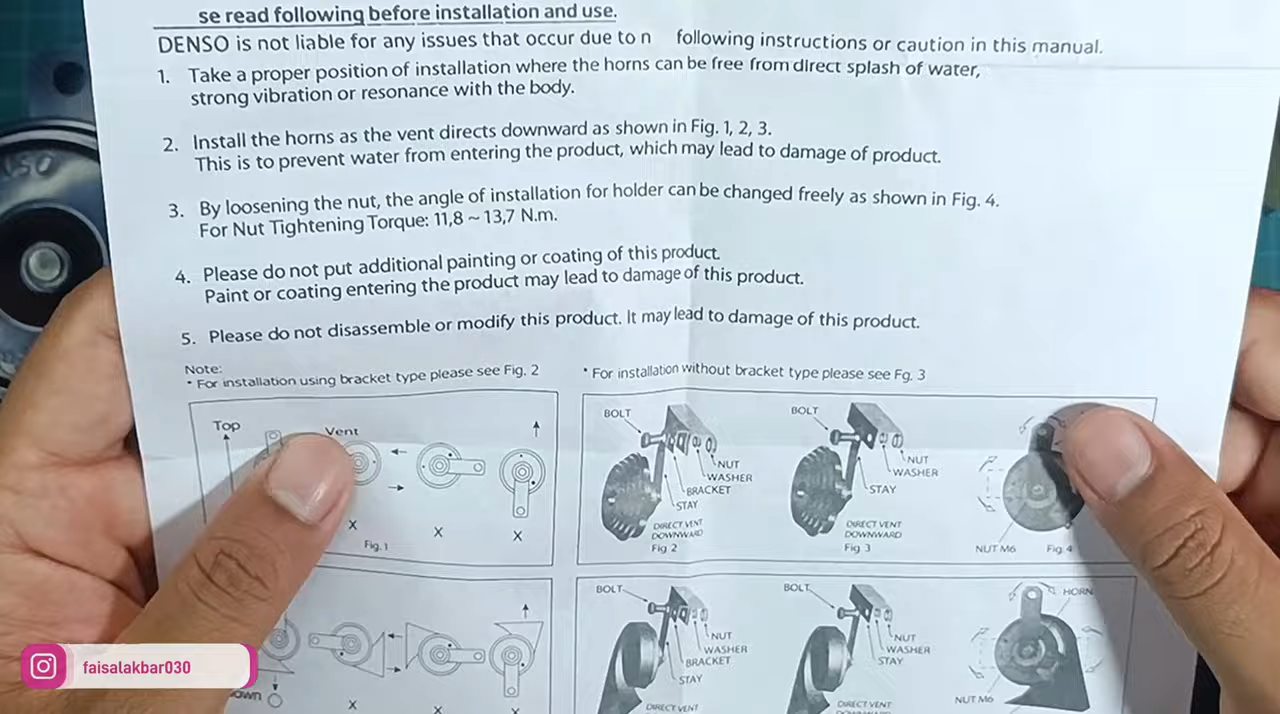 se read following before installation and use.
DENSO is not liable for any issues that occur due to n following instructions or caution in this manual.
1. Take a proper position of installation where the horns can be free from direct splash of water,
strong vibration or resonance with the body.
2. Install the horns as the vent directs downward as shown in Fig. 1, 2, 3.
This is to prevent water from entering the product, which may lead to damage of product.
3. By loosening the nut, the angle of installation for holder can be changed freely as shown in Fig. 4.
For Nut Tightening Torque: 11,8 ~ 13,7 N.m.
4. Please do not put additional painting or coating of this product.
Paint or coating entering the product may lead to damage of this product.
5. Please do not disassemble or modify this product. It may lead to damage of this product.
Note:
* For installation using bracket type please see Fig. 2
* For installation without bracket type please see Fg. 3
Top
Vent
X
X
X
Fig. 1
BOLT
NUT
WASHER
BRACKET
STAY
DIRECT VENT
DOWNWARD
Fig 2
BOLT
NUT
WASHER
STAY
DIRECT VENT
DOWNWARD
Fig 3
NUT M6
Fig. 4
own
X
X
X
BOLT
NUT
WASHER
BRACKET
STAY
DIRECT VENT
BOLT
NUT
WASHER
STAY
DIRECT VENT
HORN
NUT M6
faisalakbar030